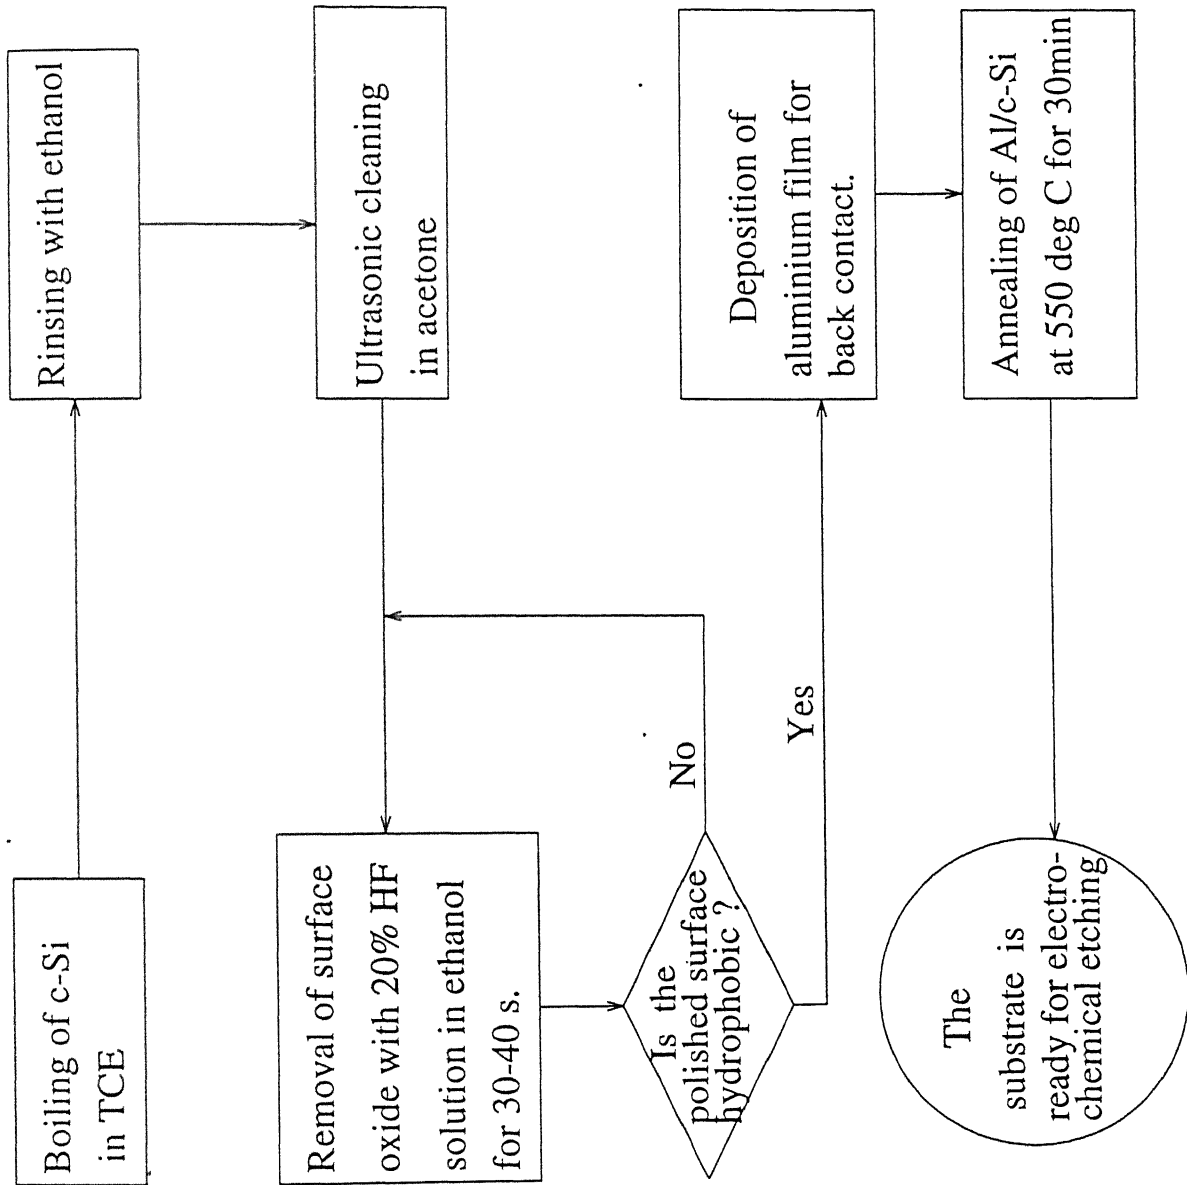 Boiling of c-Si
in TCE
Rinsing with ethanol
Ultrasonic cleaning
in acetone
Removal of surface
oxide with 20% HF
solution in ethanol
for 30-40 s.
Is the
polished surface
hydrophobic ?
No
Yes
Deposition of
aluminium film for
back contact.
Annealing of Al/c-Si
at 550 deg C for 30min
The
substrate is
ready for electro-
chemical etching